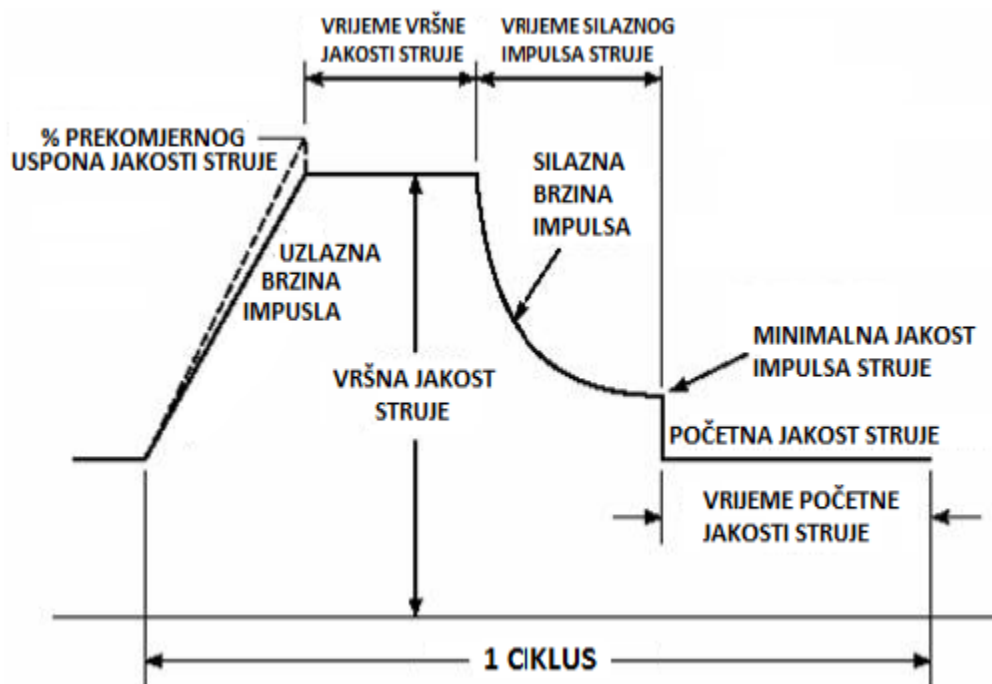 VRIJEME VRŠNE
JAKOSTI STRUJE
VRIJEME SILAZNOG
IMPULSA STRUJE
% PREKOMJERNOG
USPONA JAKOSTI STRUJE
SILAZNA
BRZINA
IMPULSA
UZLAZNA
BRZINA
IMPUSLA
MINIMALNA JAKOST
IMPULSA STRUJE
VRŠNA JAKOST
STRUJE
POČETNA JAKOST STRUJE
VRIJEME POČETNE
JAKOSTI STRUJE
1 CIKLUS